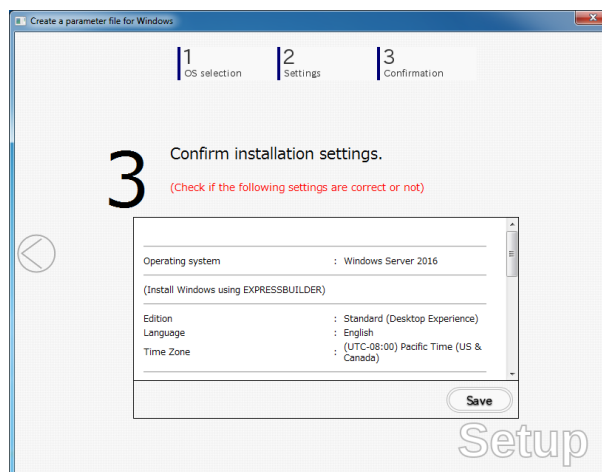 Create a parameter file for Windows
1
OS selection
2
Settings
3
Confirmation
3
Confirm installation settings.
(Check if the following settings are correct or not)
Operating system : Windows Server 2016
(Install Windows using EXPRESSBUILDER)
Edition : Standard (Desktop Experience)
Language : English
Time Zone : (UTC-08:00) Pacific Time (US &
Canada)
Save
Setup